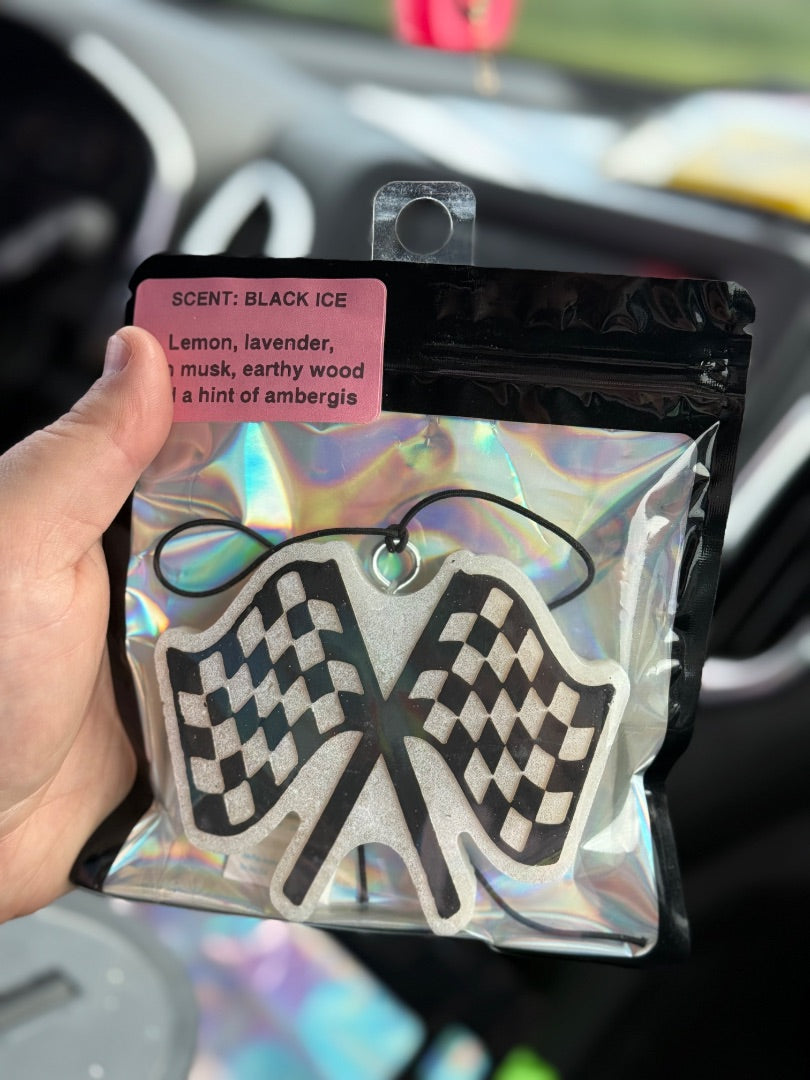 SCENT: BLACK ICE
Lemon, lavender,
musk, earthy wood
a hint of ambergis